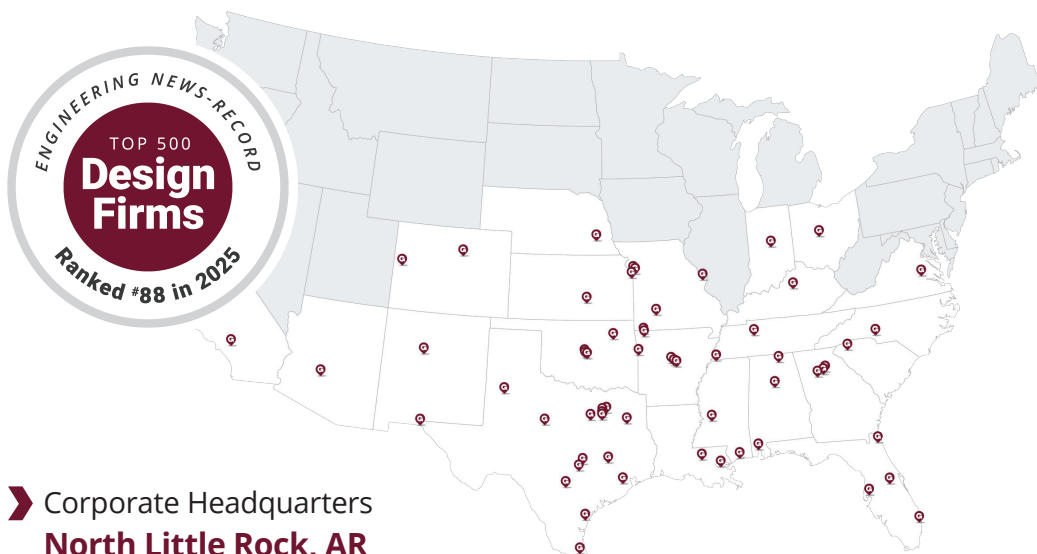 ENGINEERING NEWS-RECORD
TOP 500
Design
Firms
Ranked #88 in 2025
Corporate Headquarters
North Little Rock, AR